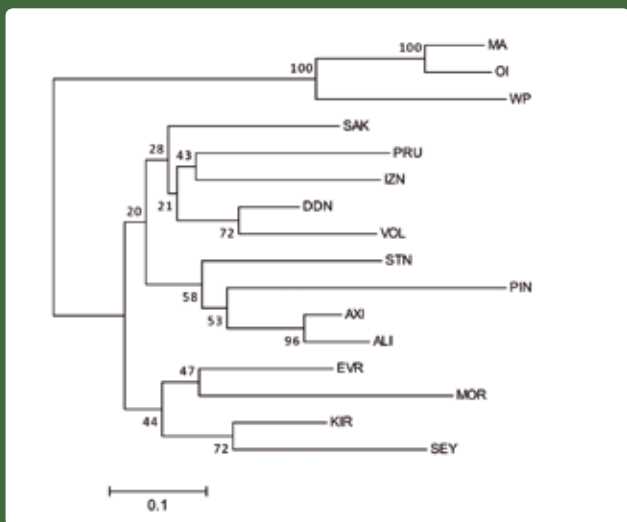 MA
100
OI
100
WP
SAK
28
43
PRU
IZN
21
DDN
20
72
VOL
STN
58
PIN
53
AXI
96
ALI
EVR
47
MOR
44
KIR
72
SEY
0.1